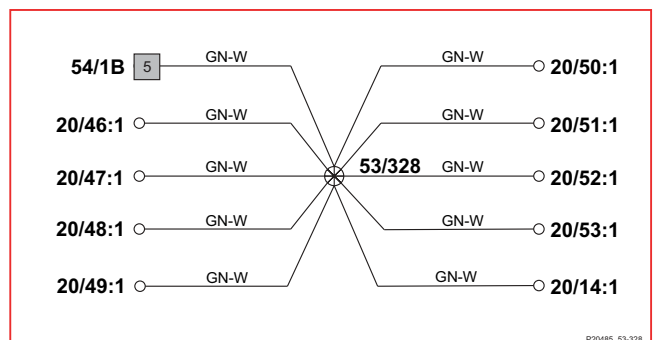 54/1B 5 GN-W GN-W 20/50:1
20/46:1 GN-W GN-W 20/51:1
53/328
20/47:1 GN-W GN-W 20/52:1
20/48:1 GN-W GN-W 20/53:1
20/49:1 GN-W GN-W 20/14:1
P20485_53-328